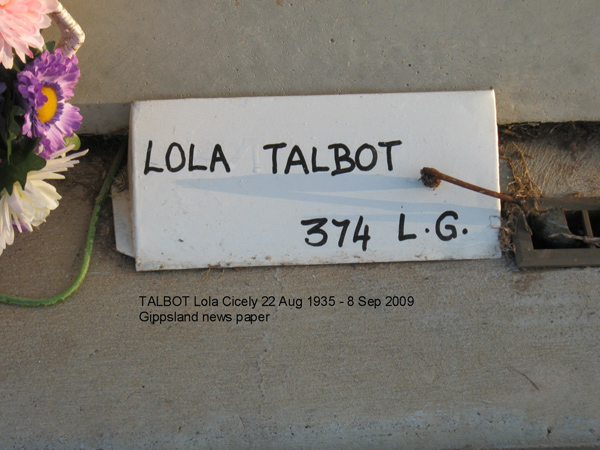 LOLA TALBOT
374 L.G.
TALBOT Lola Cicely 22 Aug 1935 - 8 Sep 2009
Gippsland news paper